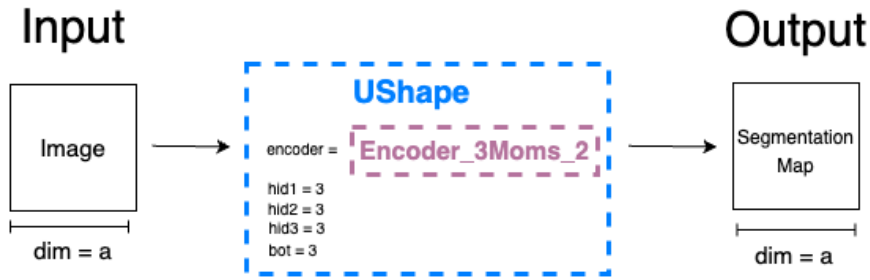 Input
Image
dim = a
UShape
encoder = Encoder_3Moms_2
hid1 = 3
hid2 = 3
hid3 = 3
bot = 3
Output
Segmentation
Map
dim = a